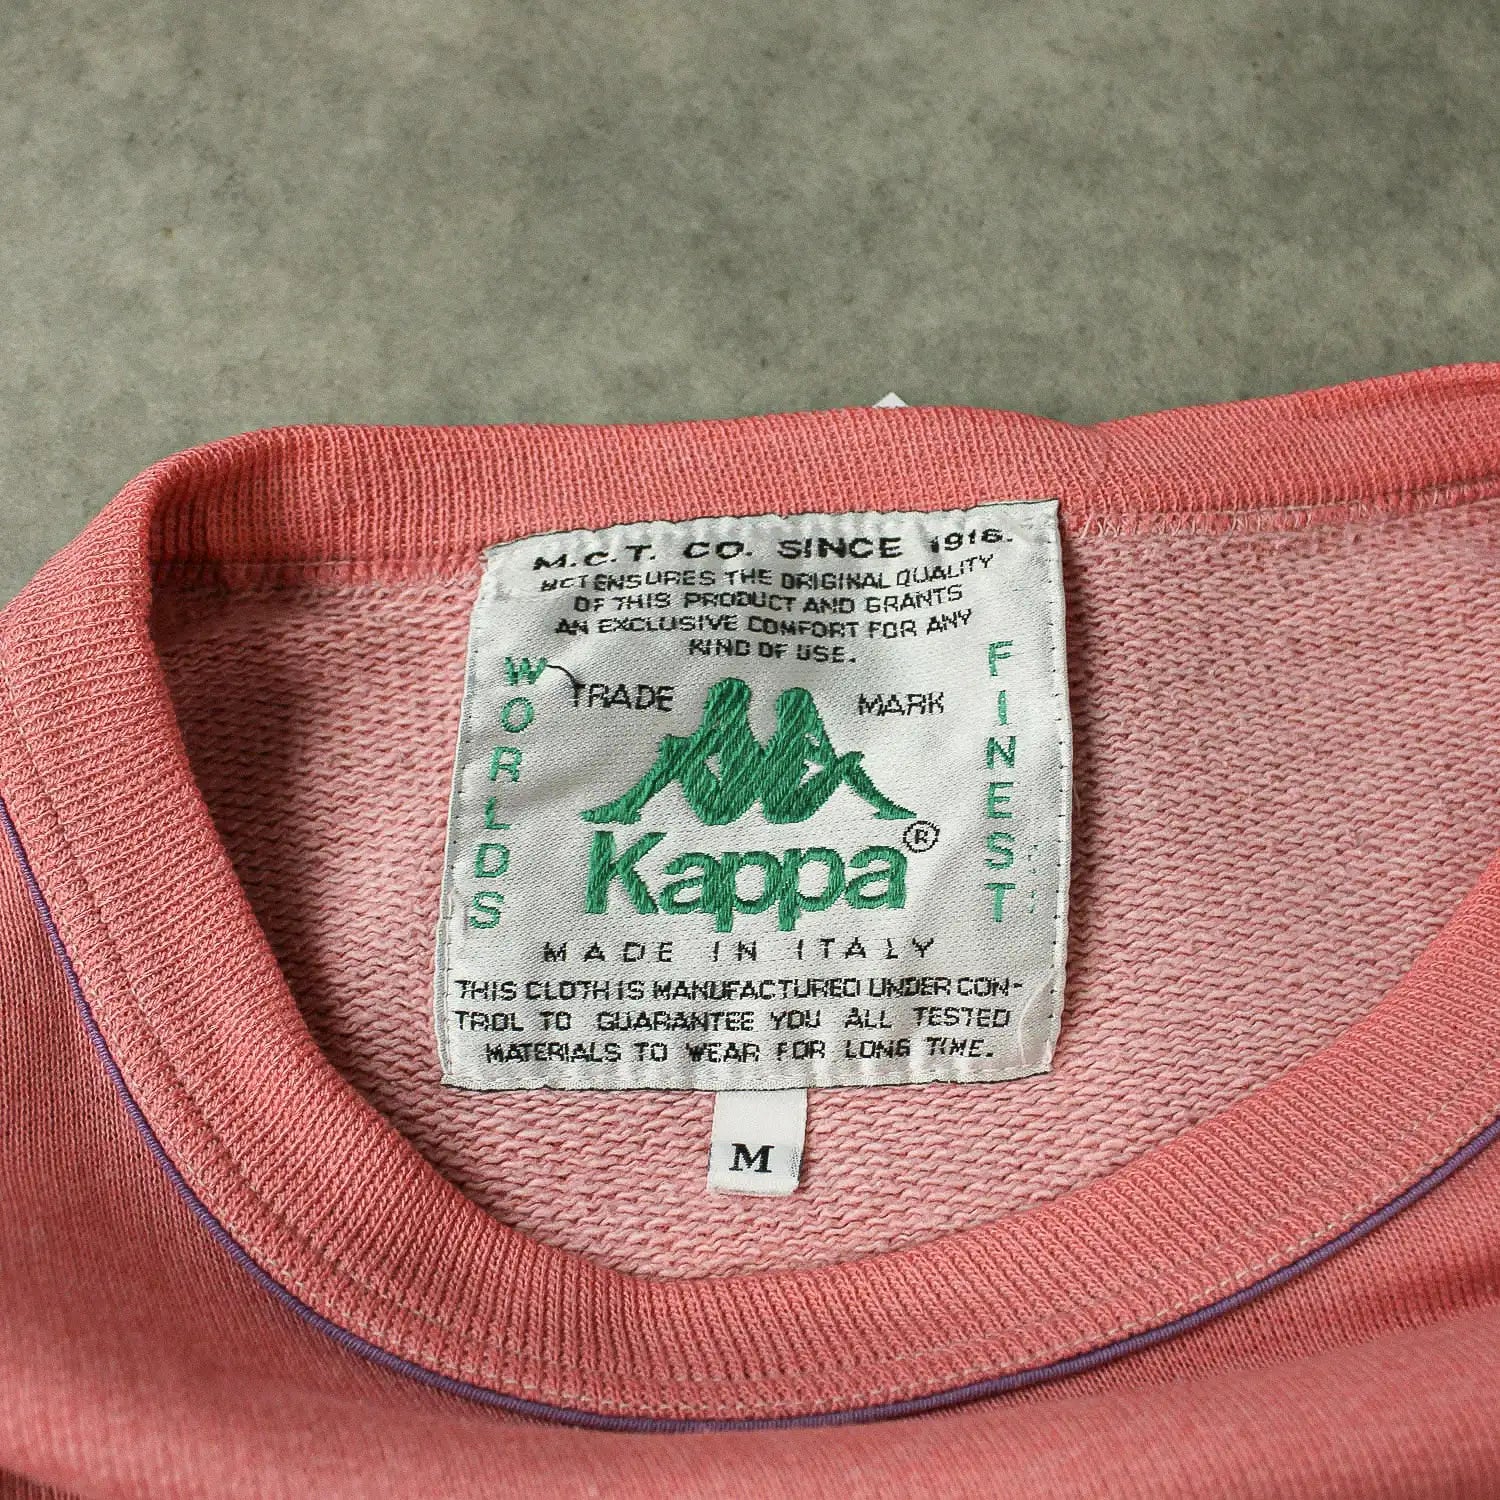 M.C.T. CO. SINCE 1916.
MCT ENSURES THE ORIGINAL QUALITY
OF THIS PRODUCT AND GRANTS
AN EXCLUSIVE COMFORT FOR ANY
KIND OF USE.
WORLDS
TRADE MARK
FINEST
Kappa®
MADE IN ITALY
THIS CLOTH IS MANUFACTURED UNDER CON-
TROL TO GUARANTEE YOU ALL TESTED
MATERIALS TO WEAR FOR LONG TIME.
M